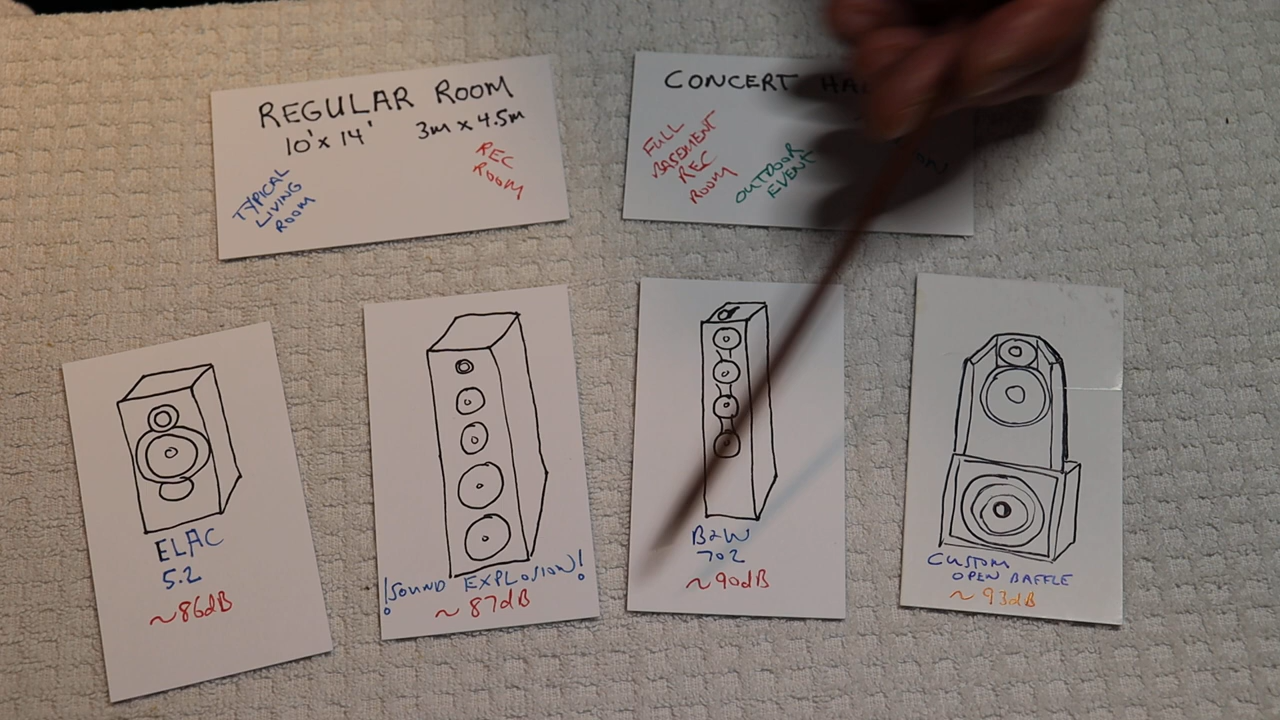 REGULAR ROOM
10' x 14'
3m x 4.5m
TYPICAL
LIVING
ROOM
REC
ROOM
CONCERT
FULL
BASEMENT
REC
ROOM
OUTDOOR
EVENT
ELAC
5.2
~86dB
¡SOUND EXPLOSION!
~87dB
B&W
702
~90dB
CUSTOM
OPEN BAFFLE
~93dB